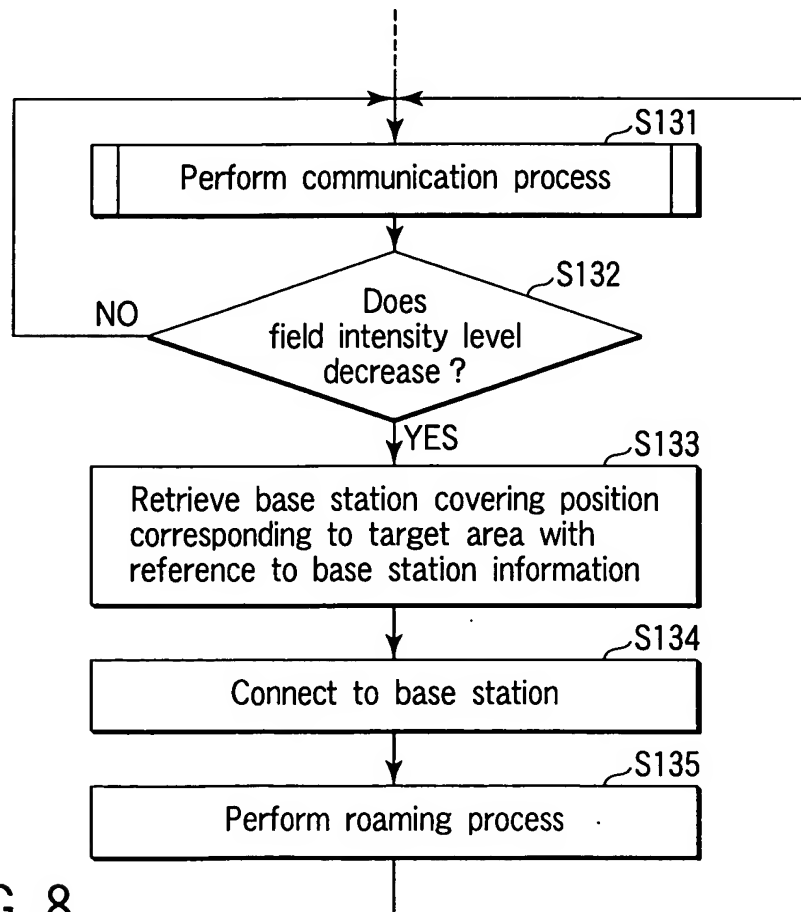 S131
Perform communication process
S132
Does
field intensity level
decrease ?
NO
YES
S133
Retrieve base station covering position
corresponding to target area with
reference to base station information
S134
Connect to base station
S135
Perform roaming process
G. 8